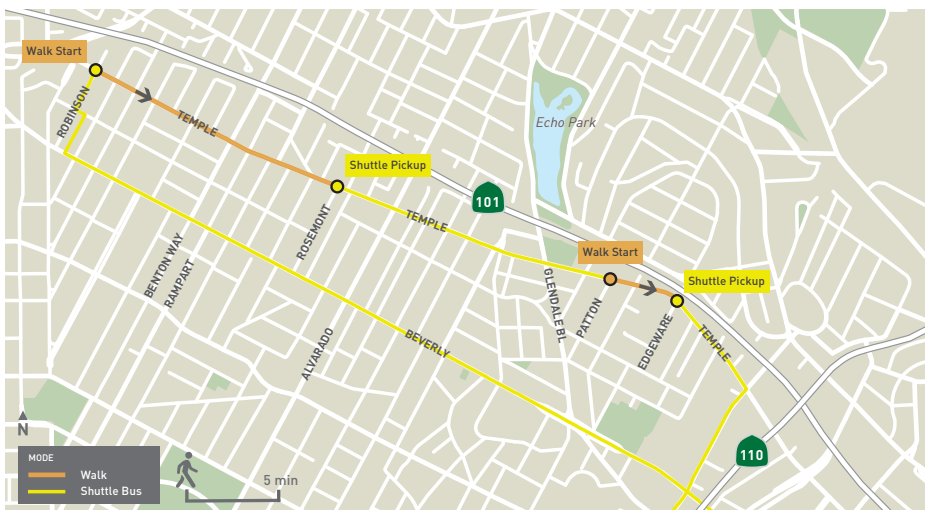 Walk Start
ROBINSON
TEMPLE
Echo Park
Shuttle Pickup
101
ROSEMONT
TEMPLE
BENTON WAY
RAMPART
Walk Start
Shuttle Pickup
GLENDALE BL
PATTON
EDGEWARE
TEMPLE
ALVARADO
BEVERLY
N
110
MODE
Walk
Shuttle Bus
5 min